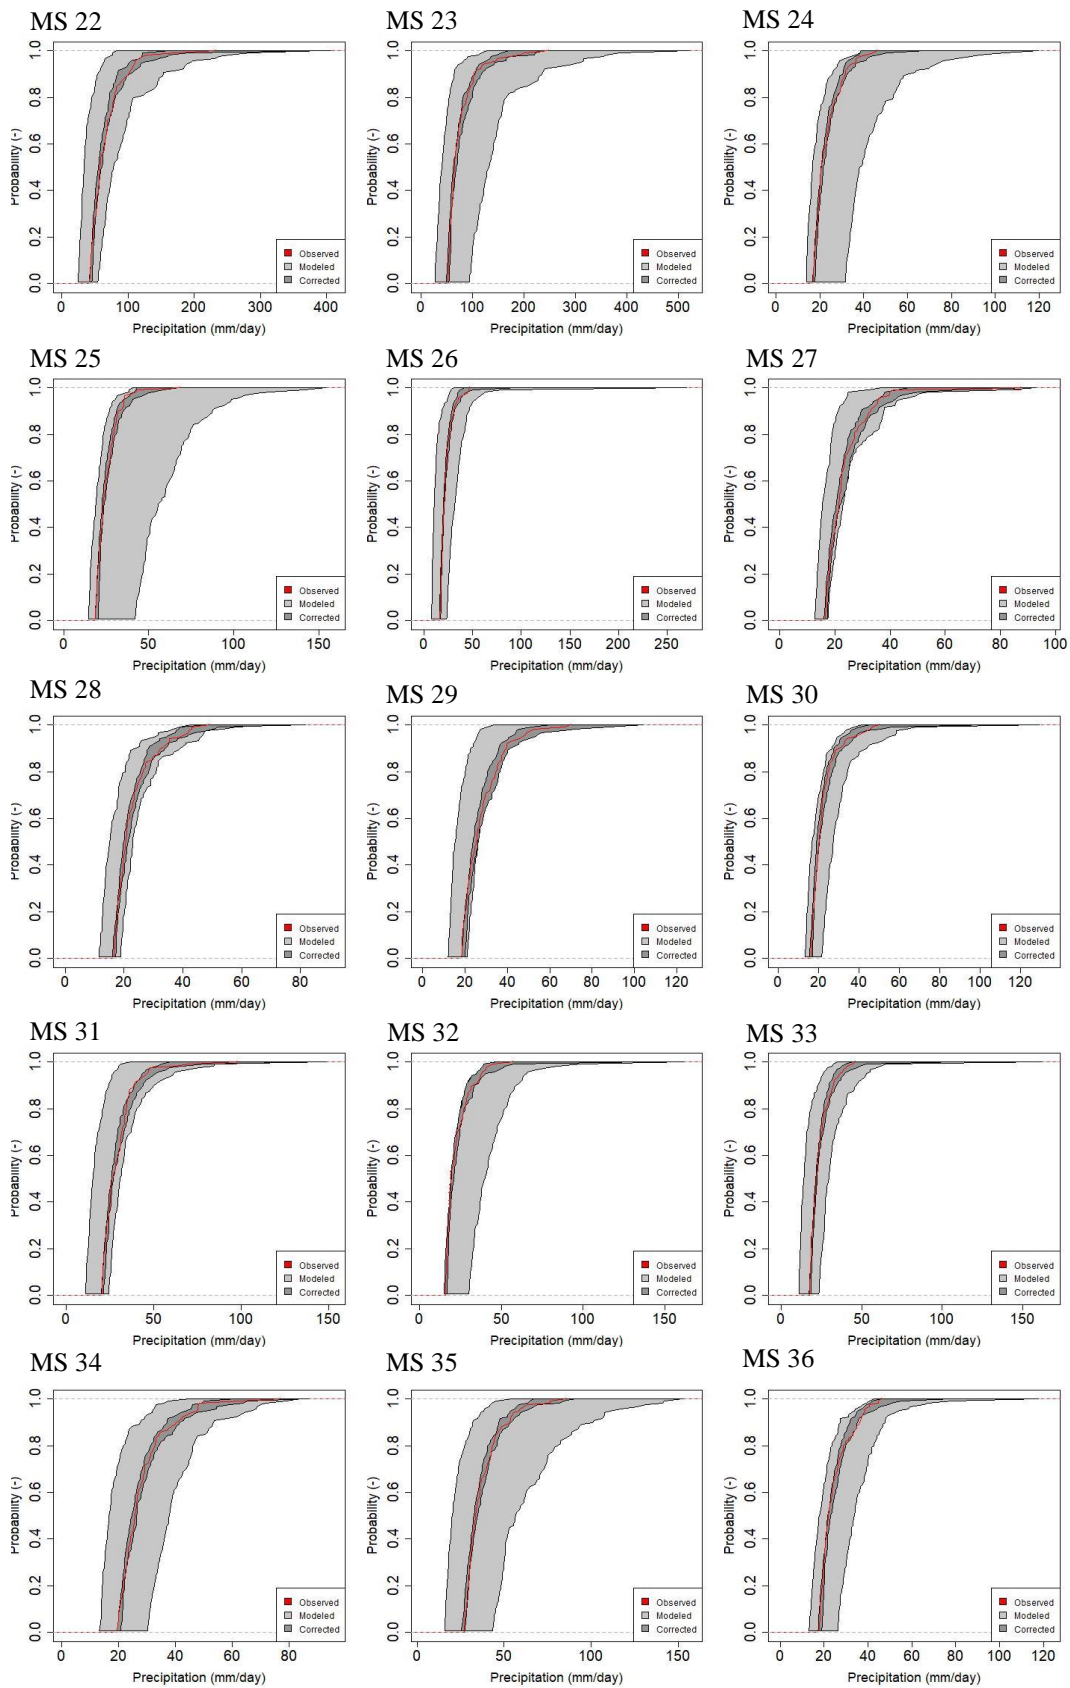 MS 22
MS 23
MS 24
Probability (-)
0.0 0.2 0.4 0.6 0.8 1.0
Observed
Modeled
Corrected
0 100 200 300 400
Precipitation (mm/day)
Probability (-)
0.0 0.2 0.4 0.6 0.8 1.0
Observed
Modeled
Corrected
0 100 200 300 400 500
Precipitation (mm/day)
Probability (-)
0.0 0.2 0.4 0.6 0.8 1.0
Observed
Modeled
Corrected
0 20 40 60 80 100 120
Precipitation (mm/day)
MS 25
MS 26
MS 27
Probability (-)
0.0 0.2 0.4 0.6 0.8 1.0
Observed
Modeled
Corrected
0 50 100 150
Precipitation (mm/day)
Probability (-)
0.0 0.2 0.4 0.6 0.8 1.0
Observed
Modeled
Corrected
0 50 100 150 200 250
Precipitation (mm/day)
Probability (-)
0.0 0.2 0.4 0.6 0.8 1.0
Observed
Modeled
Corrected
0 20 40 60 80 100
Precipitation (mm/day)
MS 28
MS 29
MS 30
Probability (-)
0.0 0.2 0.4 0.6 0.8 1.0
Observed
Modeled
Corrected
0 20 40 60 80
Precipitation (mm/day)
Probability (-)
0.0 0.2 0.4 0.6 0.8 1.0
Observed
Modeled
Corrected
0 20 40 60 80 100 120
Precipitation (mm/day)
Probability (-)
0.0 0.2 0.4 0.6 0.8 1.0
Observed
Modeled
Corrected
0 20 40 60 80 100 120
Precipitation (mm/day)
MS 31
MS 32
MS 33
Probability (-)
0.0 0.2 0.4 0.6 0.8 1.0
Observed
Modeled
Corrected
0 50 100 150
Precipitation (mm/day)
Probability (-)
0.0 0.2 0.4 0.6 0.8 1.0
Observed
Modeled
Corrected
0 50 100 150
Precipitation (mm/day)
Probability (-)
0.0 0.2 0.4 0.6 0.8 1.0
Observed
Modeled
Corrected
0 50 100 150
Precipitation (mm/day)
MS 34
MS 35
MS 36
Probability (-)
0.0 0.2 0.4 0.6 0.8 1.0
Observed
Modeled
Corrected
0 20 40 60 80
Precipitation (mm/day)
Probability (-)
0.0 0.2 0.4 0.6 0.8 1.0
Observed
Modeled
Corrected
0 50 100 150
Precipitation (mm/day)
Probability (-)
0.0 0.2 0.4 0.6 0.8 1.0
Observed
Modeled
Corrected
0 20 40 60 80 100 120
Precipitation (mm/day)